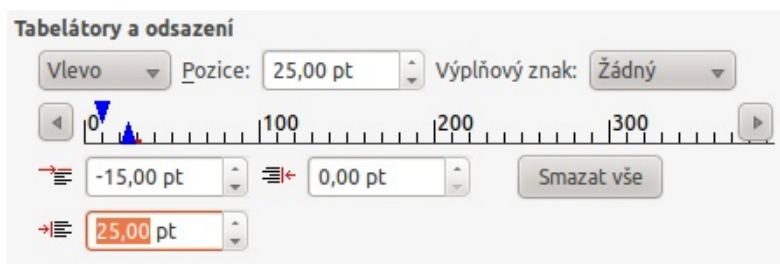 Tabelátory a odsazení
Vlevo Pozice: 25,00 pt Výplňový znak: Žádný
0 100 200 300
-15,00 pt 0,00 pt Smazat vše
25,00 pt